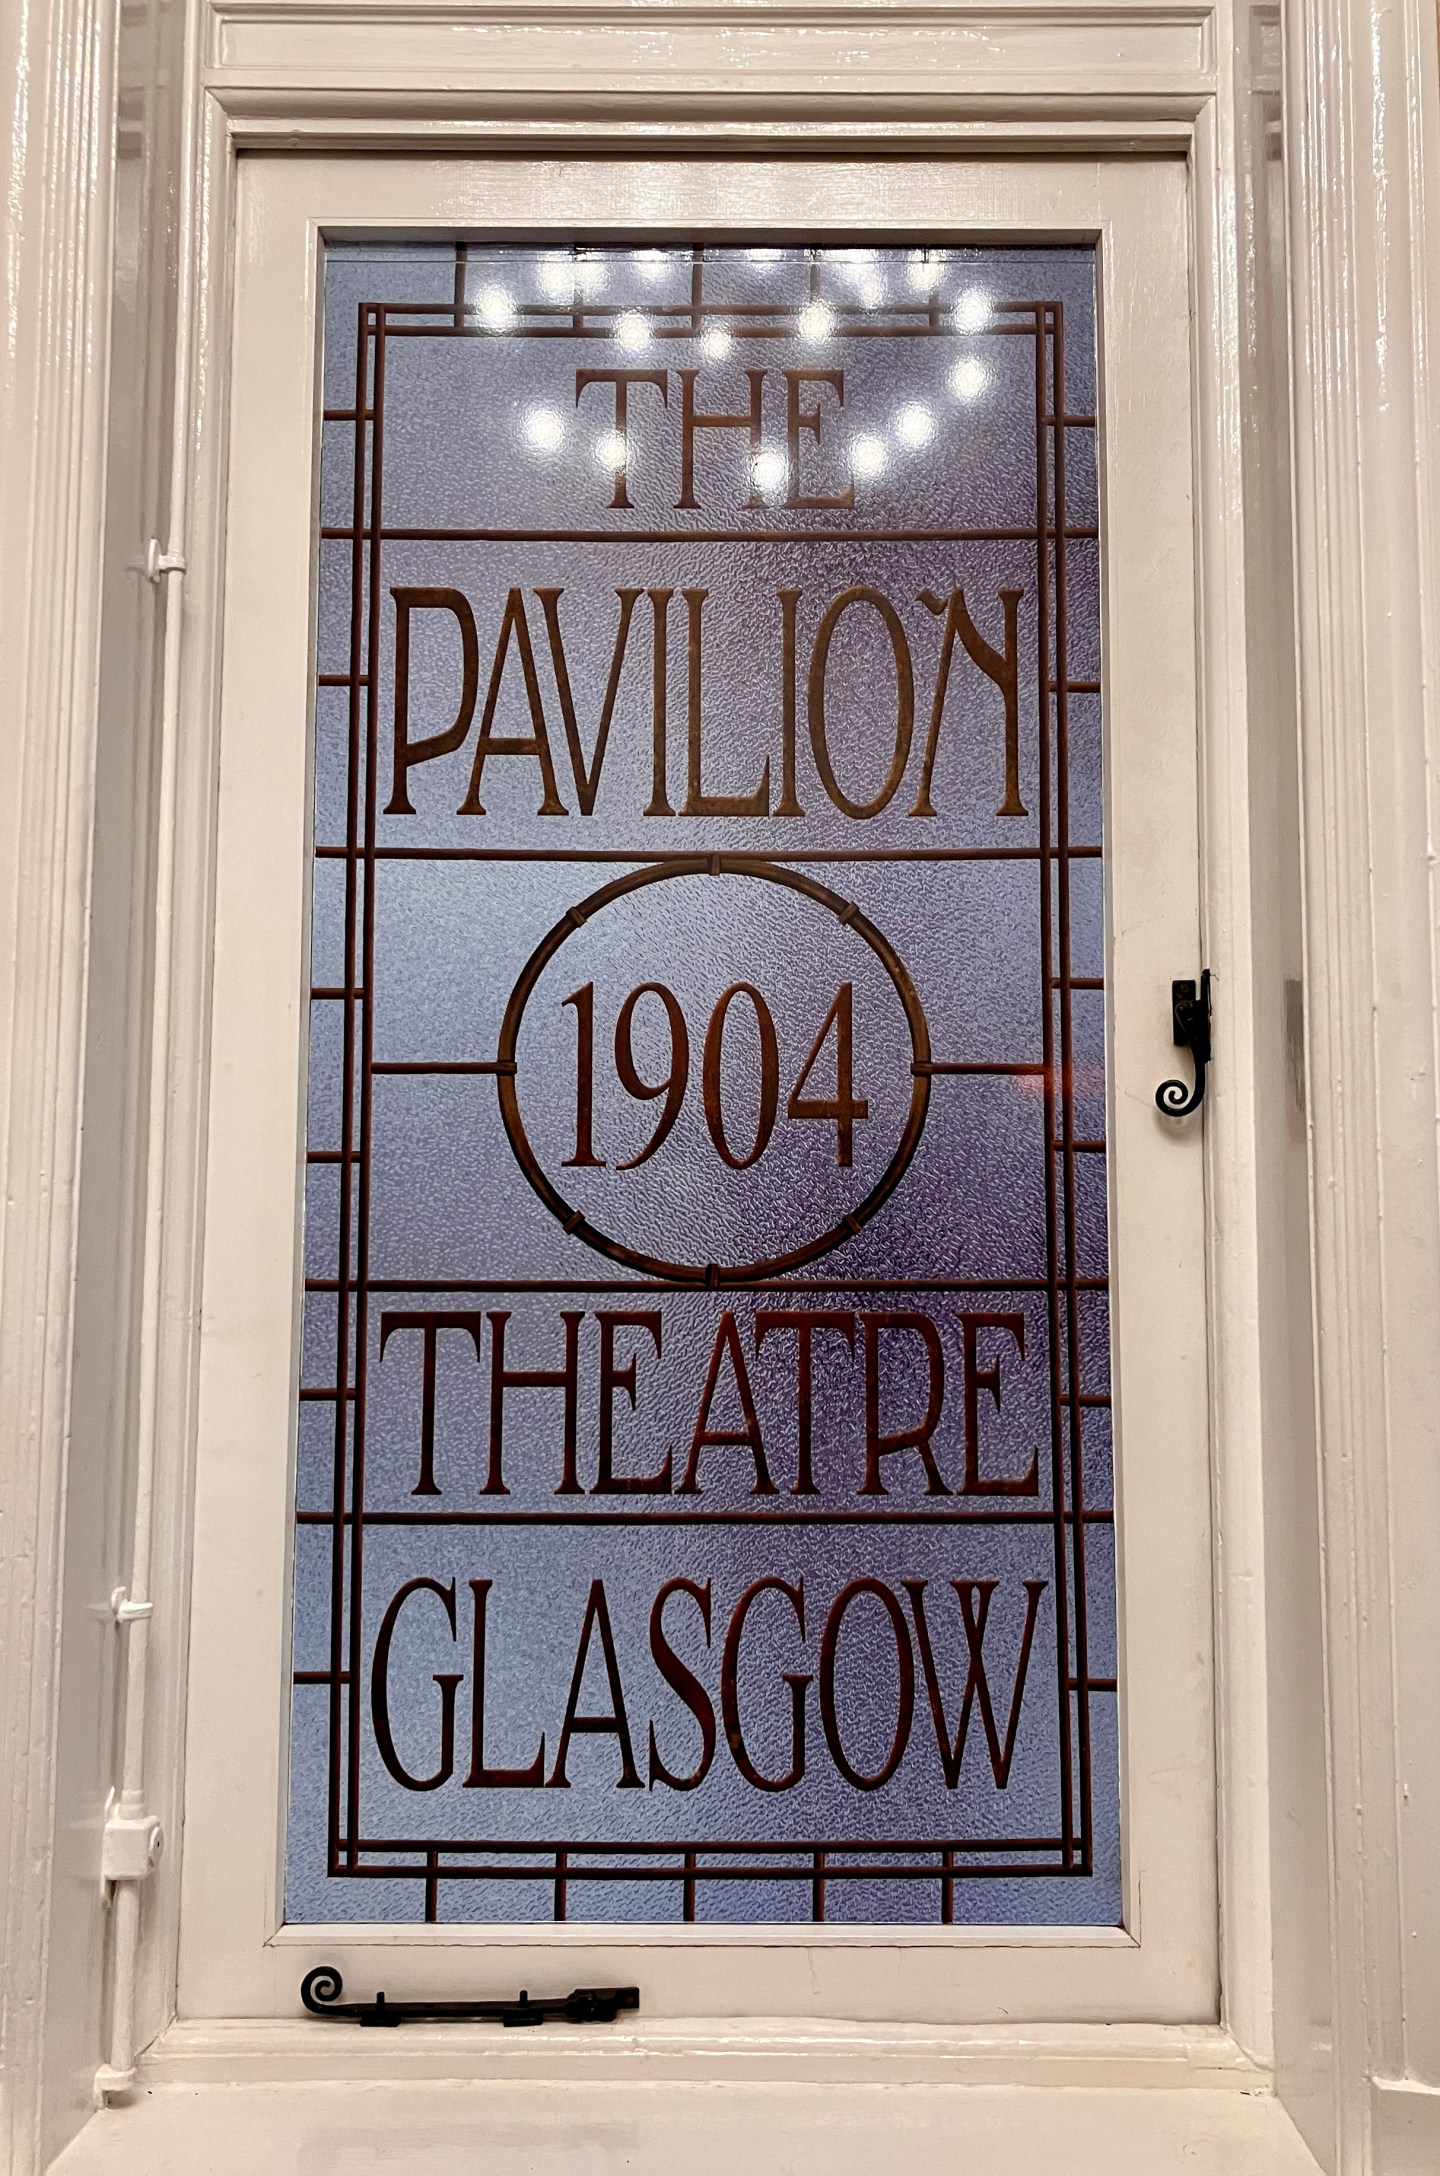 THE
PAVILION
1904
THEATRE
GLASGOW